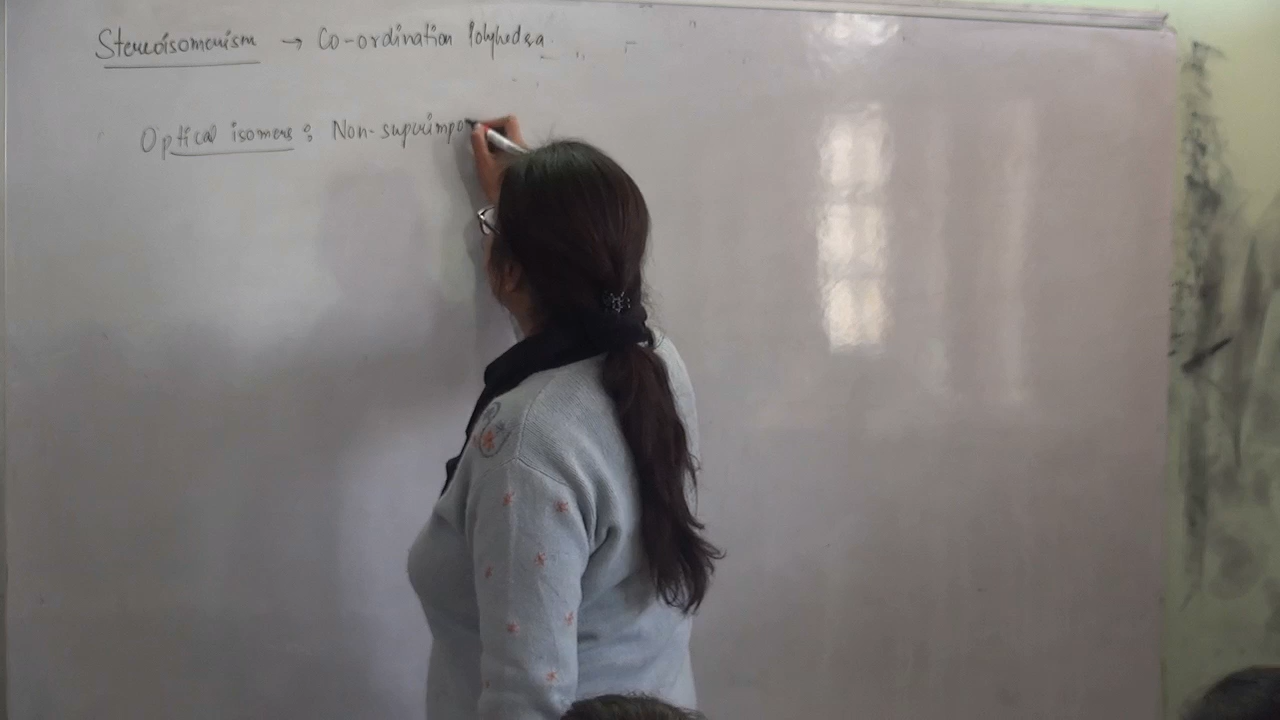 Stereoisomerism → Co-ordination Polyhedra
Optical isomers : Non-superimpo